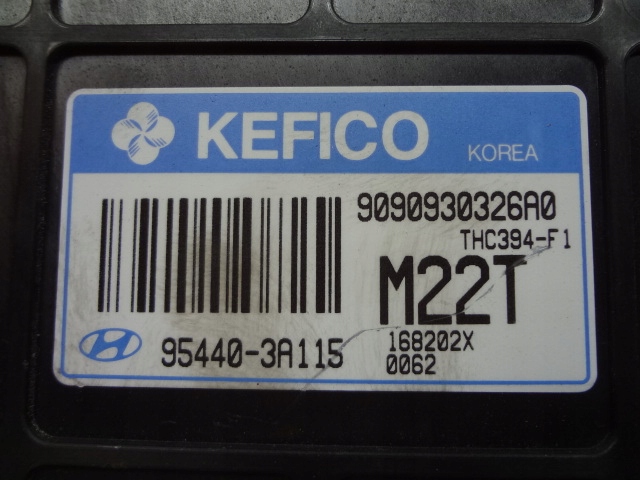 KEFICO KOREA
9090930326A0
THC394-F1
M22T
95440-3A115
168202X
0062